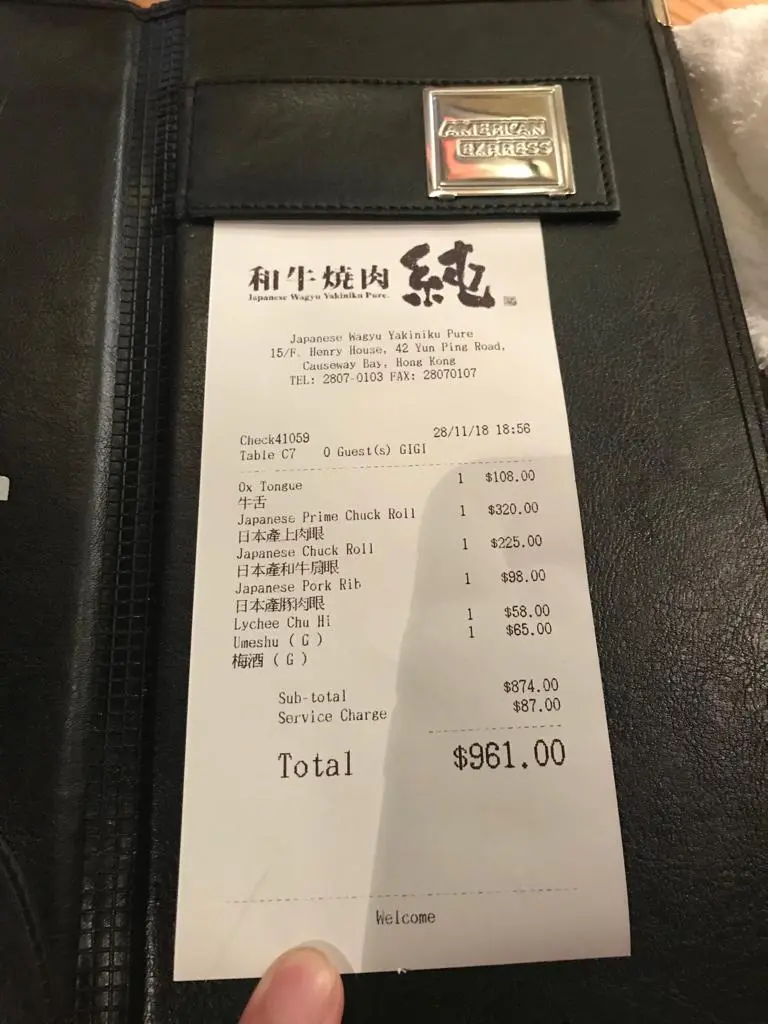 AMERICAN
EXPRESS
和牛焼肉 純
Japanese Wagyu Yakiniku Pure.
Japanese Wagyu Yakiniku Pure
15/F. Henry House, 42 Yun Ping Road,
Causeway Bay, Hong Kong
TEL: 2807-0103 FAX: 28070107
Check41059 28/11/18 18:56
Table C7 0 Guest(s) GIGI
Ox Tongue 1 $108.00
牛舌
Japanese Prime Chuck Roll 1 $320.00
日本產上肉眼
Japanese Chuck Roll 1 $225.00
日本產和牛肩眼
Japanese Pork Rib 1 $98.00
日本產豚肉眼
Lychee Chu Hi 1 $58.00
Umeshu ( G ) 1 $65.00
梅酒 ( G )
Sub-total $874.00
Service Charge $87.00
Total $961.00
Welcome